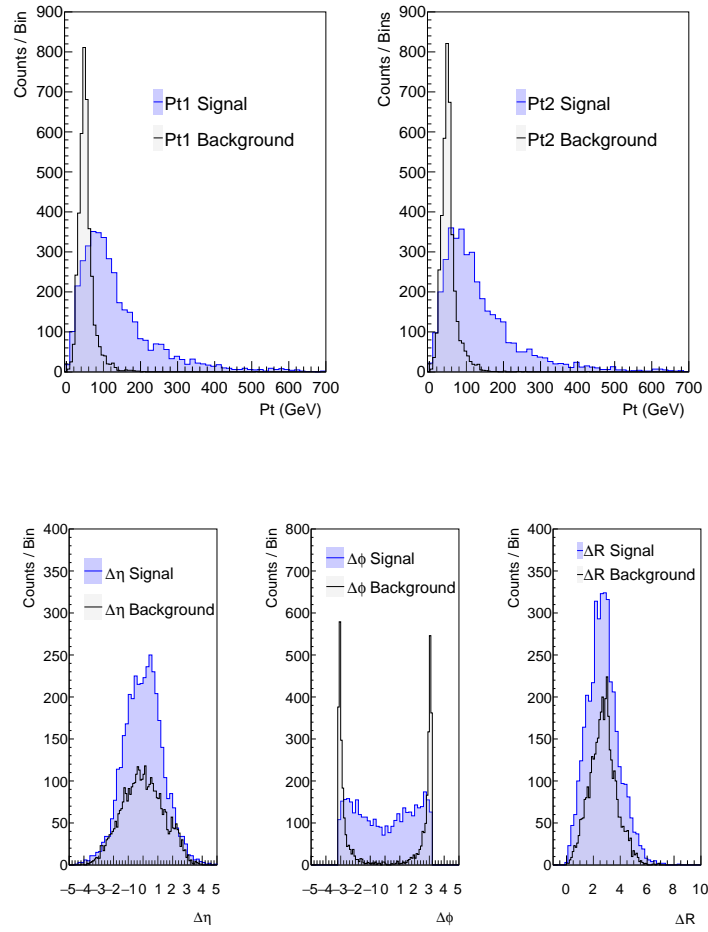 Counts / Bin
900
800
700
600
500
400
300
200
100
0
Pt1 Signal
Pt1 Background
0 100 200 300 400 500 600 700
Pt (GeV)
Counts / Bins
900
800
700
600
500
400
300
200
100
0
Pt2 Signal
Pt2 Background
0 100 200 300 400 500 600 700
Pt (GeV)
Counts / Bin
400
350
300
250
200
150
100
50
0
Δη Signal
Δη Background
−5 −4 −3 −2 −1 0 1 2 3 4 5
Δη
Counts / Bin
800
700
600
500
400
300
200
100
0
Δϕ Signal
Δϕ Background
−5 −4 −3 −2 −1 0 1 2 3 4 5
Δϕ
Counts / Bin
400
350
300
250
200
150
100
50
0
ΔR Signal
ΔR Background
0 2 4 6 8 10
ΔR